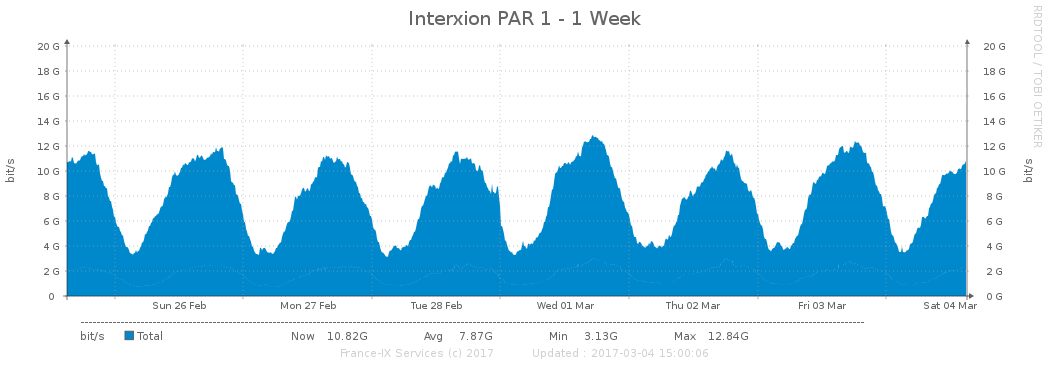 Interxion PAR 1 - 1 Week
RRDTOOL / TOBI OETIKER
20 G 20 G
18 G 18 G
16 G 16 G
14 G 14 G
12 G 12 G
10 G 10 G
8 G 8 G
6 G 6 G
4 G 4 G
2 G 2 G
0 0 G
bit/s
bit/s
Sun 26 Feb Mon 27 Feb Tue 28 Feb Wed 01 Mar Thu 02 Mar Fri 03 Mar Sat 04 Mar
bit/s Total Now 10.82G Avg 7.87G Min 3.13G Max 12.84G
France-IX Services (c) 2017 Updated : 2017-03-04 15:00:06